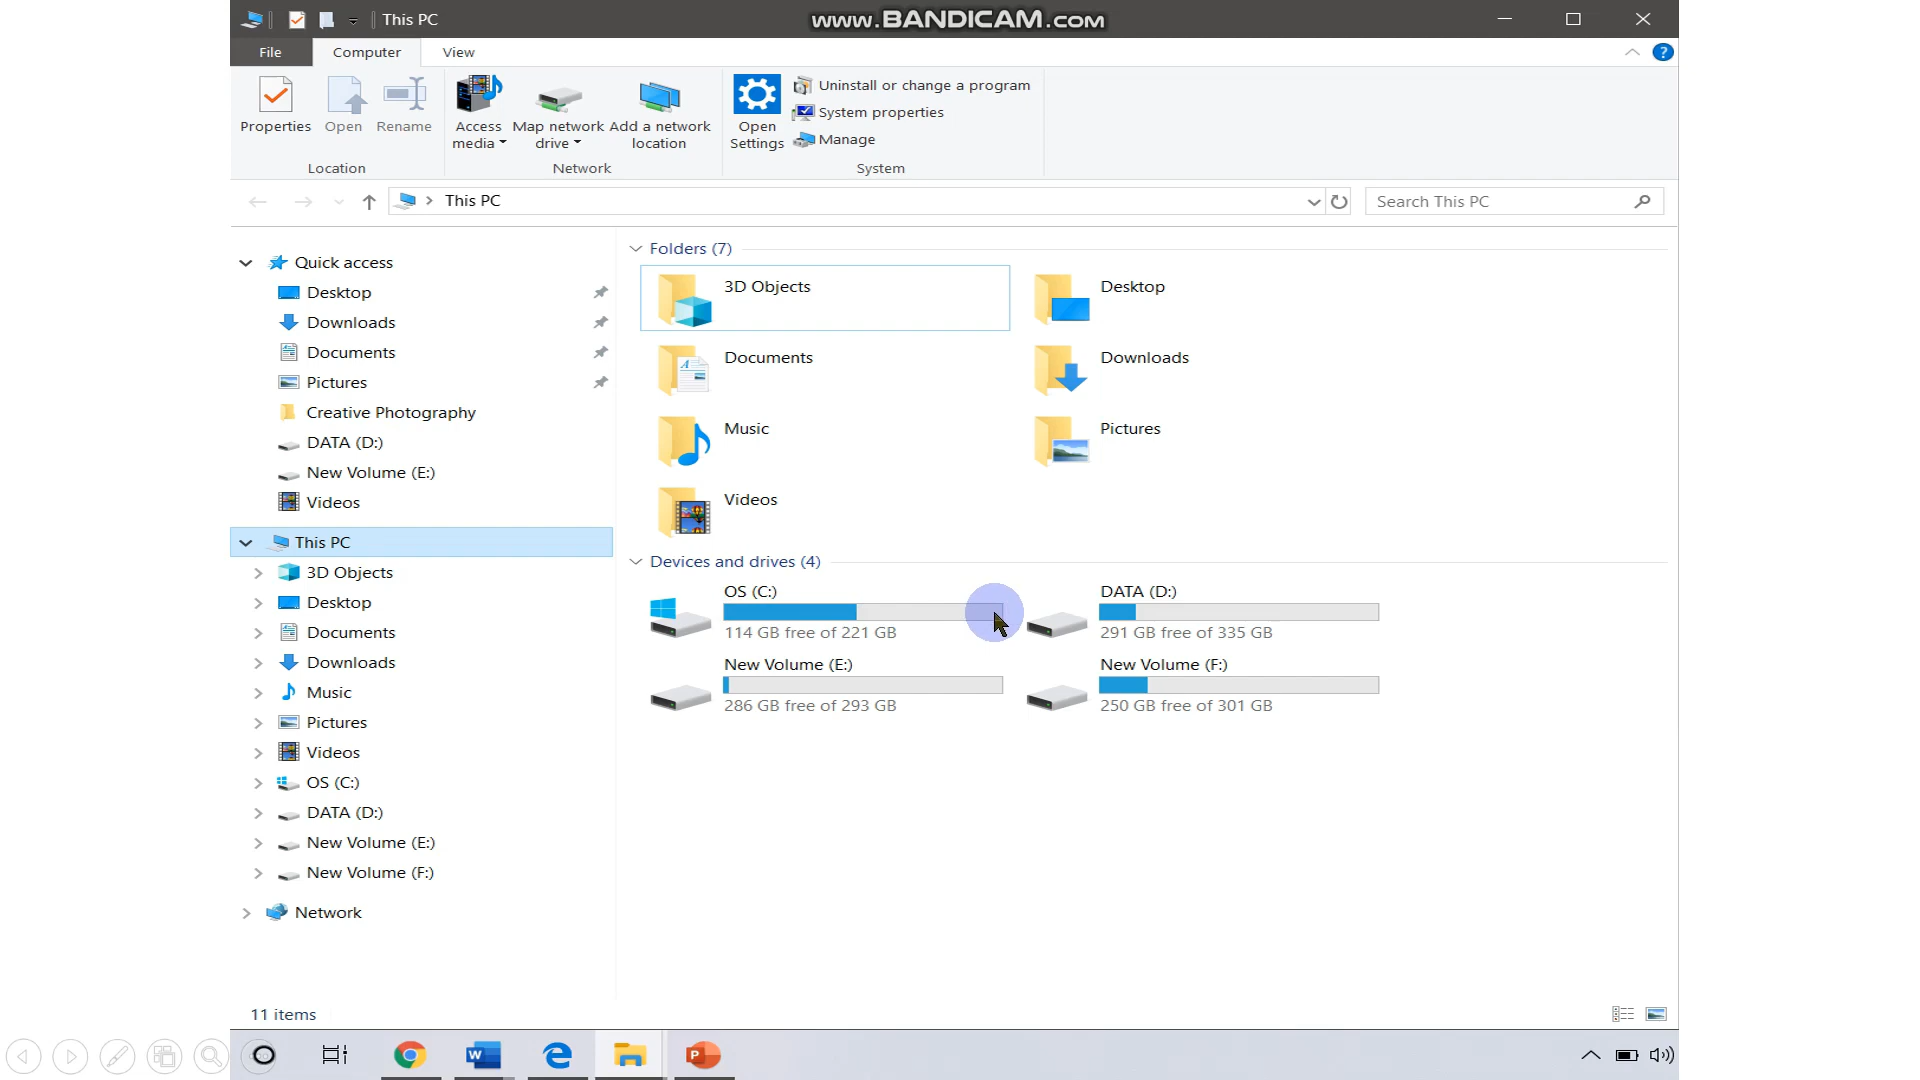 This PC
www.BANDICAM.com
File
Computer
View
Properties
Open
Rename
Access media
Map network drive
Add a network location
Open Settings
Uninstall or change a program
System properties
Manage
Location
Network
System
This PC
Search This PC
Quick access
Desktop
Downloads
Documents
Pictures
Creative Photography
DATA (D:)
New Volume (E:)
Videos
This PC
3D Objects
Desktop
Documents
Downloads
Music
Pictures
Videos
OS (C:)
DATA (D:)
New Volume (E:)
New Volume (F:)
Network
Folders (7)
3D Objects
Desktop
Documents
Downloads
Music
Pictures
Videos
Devices and drives (4)
OS (C:)
114 GB free of 221 GB
DATA (D:)
291 GB free of 335 GB
New Volume (E:)
286 GB free of 293 GB
New Volume (F:)
250 GB free of 301 GB
11 items